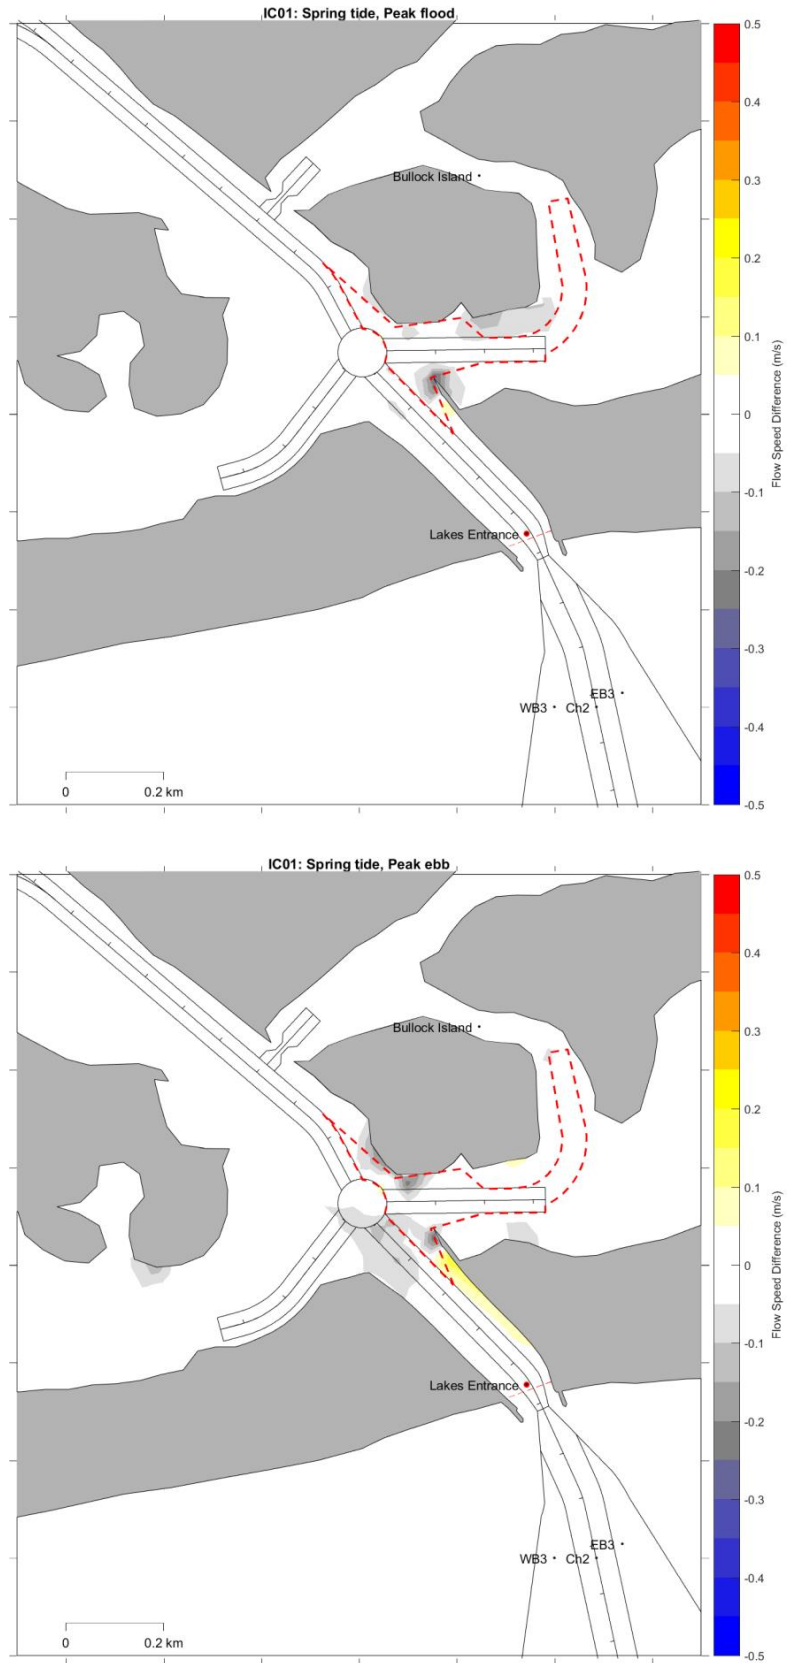 IC01: Spring tide, Peak flood
0.5
0.4
0.3
Bullock Island
0.2
0.1
0
-0.1
Lakes Entrance
-0.2
-0.3
EB3
WB3 Ch2
-0.4
0 0.2 km
-0.5
Flow Speed Difference (m/s)
IC01: Spring tide, Peak ebb
0.5
0.4
Bullock Island
0.3
0.2
0.1
0
-0.1
Lakes Entrance
-0.2
-0.3
EB3
WB3 Ch2
-0.4
0 0.2 km
-0.5
Flow Speed Difference (m/s)